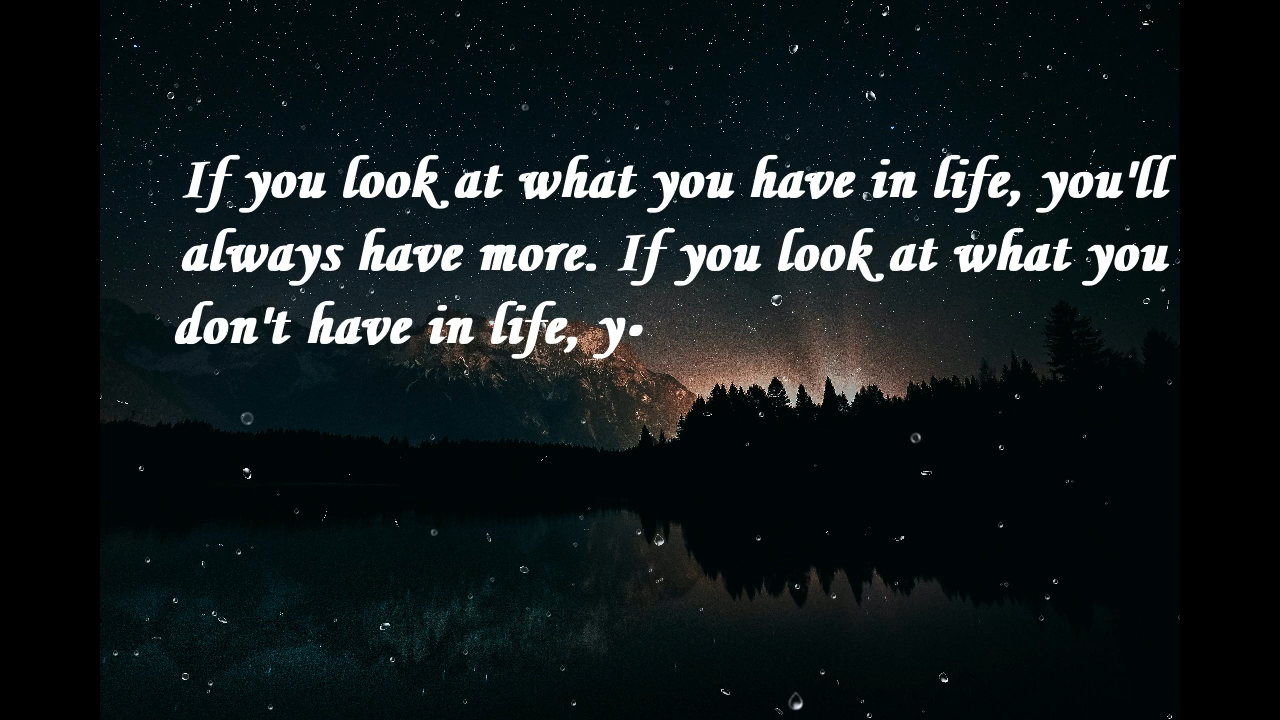 If you look at what you have in life, you'll
always have more. If you look at what you
don't have in life, y•